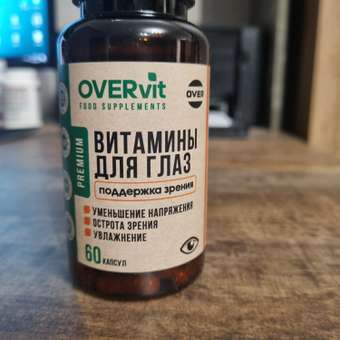 OVERvit
FOOD SUPPLEMENTS
OVER
PREMIUM
ВИТАМИНЫ
ДЛЯ ГЛАЗ
поддержка зрения
УМЕНЬШЕНИЕ НАПРЯЖЕНИЯ
ОСТРОТА ЗРЕНИЯ
УВЛАЖНЕНИЕ
60 КАПСУЛ